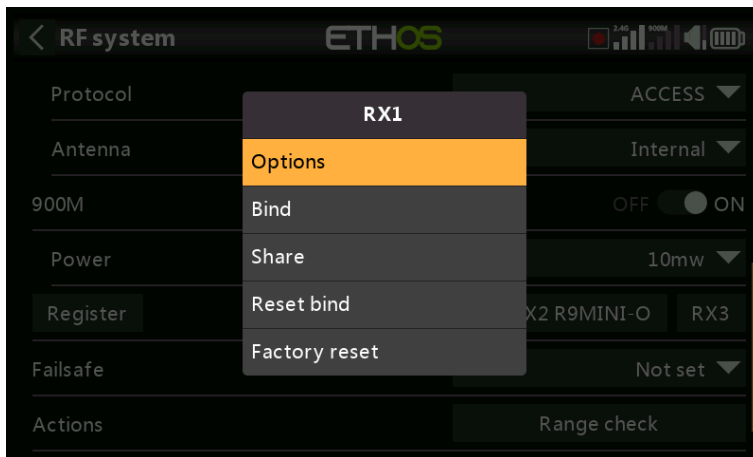 RF system ETHOS 2.4G 900M
Protocol ACCESS
RX1
Antenna Internal
Options
900M OFF ON
Bind
Power 10mw
Share
Register X2 R9MINI-O RX3
Reset bind
Factory reset
Failsafe Not set
Actions Range check